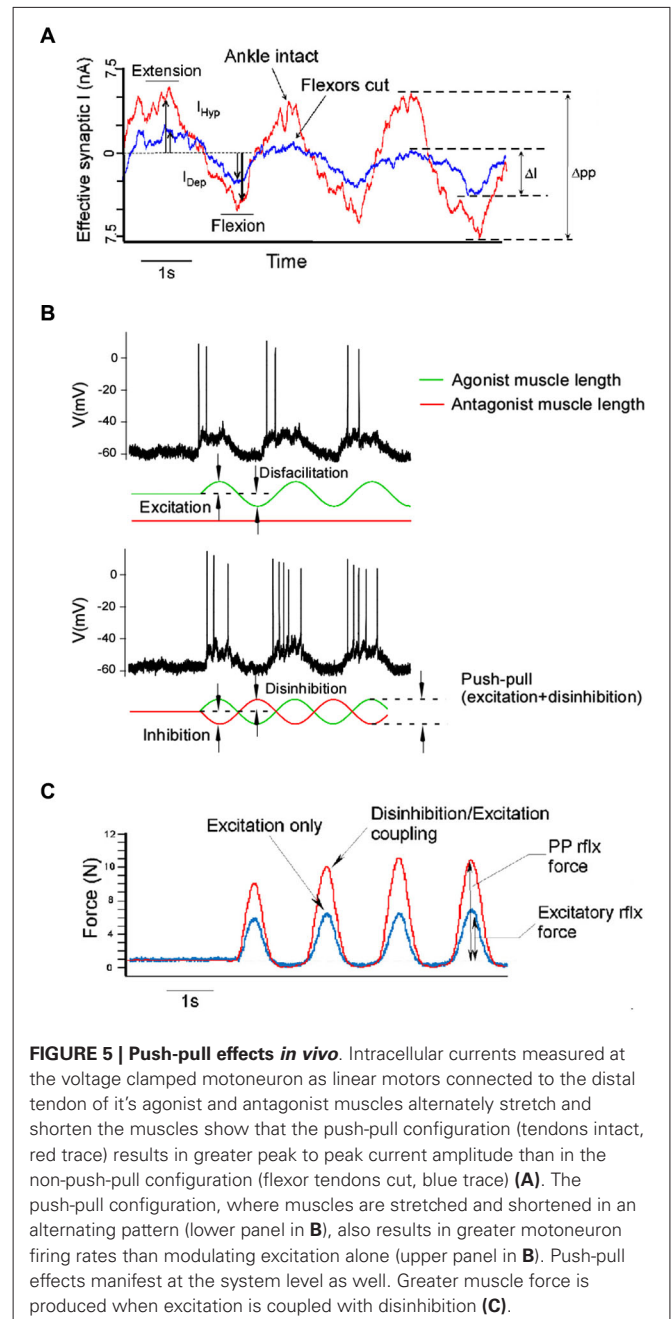 A
Effective synaptic I (nA)
7.5
0
7.5
Extension
I Hyp
I Dep
Flexion
Ankle intact
Flexors cut
ΔI
Δpp
1s
Time
B
V(mV)
0
-20
-40
-60
Agonist muscle length
Antagonist muscle length
Disfacilitation
Excitation
V(mV)
0
-20
-40
-60
Disinhibition
Inhibition
Push-pull
(excitation+disinhibition)
C
Force (N)
12
10
8
6
4
2
0
Excitation only
Disinhibition/Excitation
coupling
PP rflx
force
Excitatory rflx
force
1s
FIGURE 5 | Push-pull effects in vivo. Intracellular currents measured at
the voltage clamped motoneuron as linear motors connected to the distal
tendon of it's agonist and antagonist muscles alternately stretch and
shorten the muscles show that the push-pull configuration (tendons intact,
red trace) results in greater peak to peak current amplitude than in the
non-push-pull configuration (flexor tendons cut, blue trace) (A). The
push-pull configuration, where muscles are stretched and shortened in an
alternating pattern (lower panel in B), also results in greater motoneuron
firing rates than modulating excitation alone (upper panel in B). Push-pull
effects manifest at the system level as well. Greater muscle force is
produced when excitation is coupled with disinhibition (C).